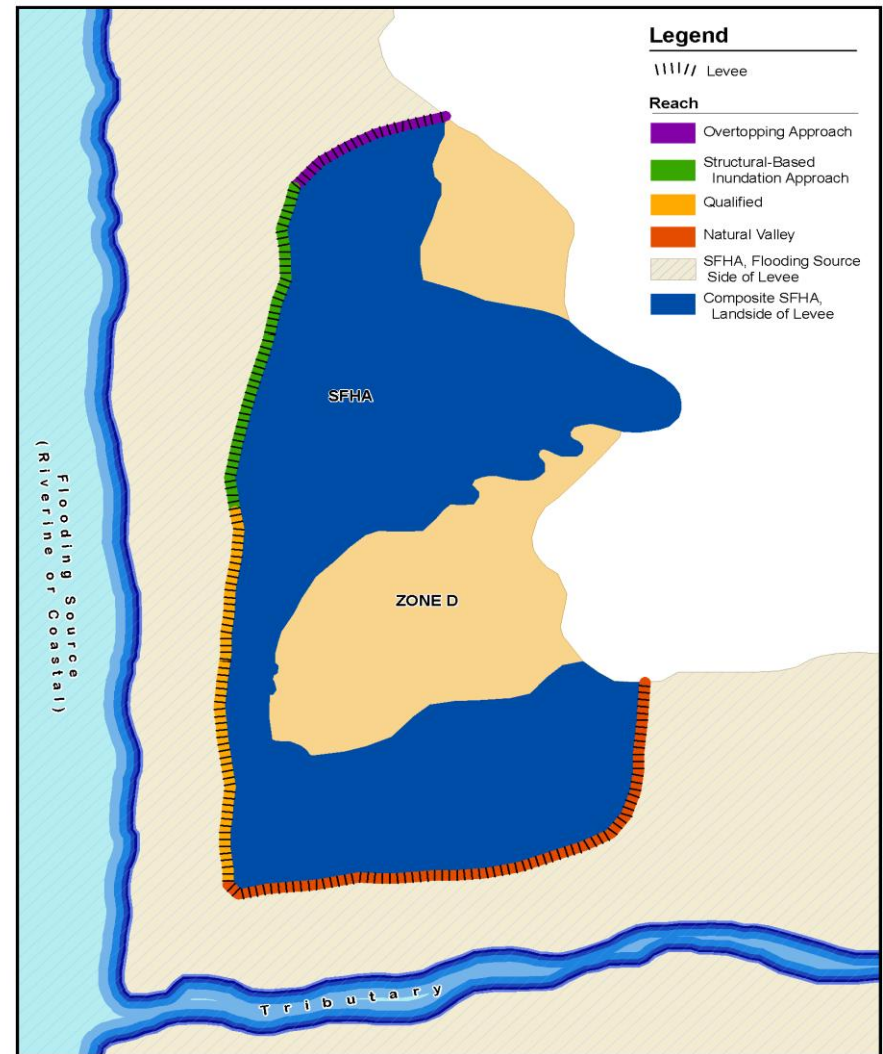 Legend
Levee
Reach
Overtopping Approach
Structural-Based
Inundation Approach
Qualified
Natural Valley
SFHA, Flooding Source
Side of Levee
Composite SFHA,
Landside of Levee
SFHA
ZONE D
Flooding Source
(Riverine or Coastal)
Tributary